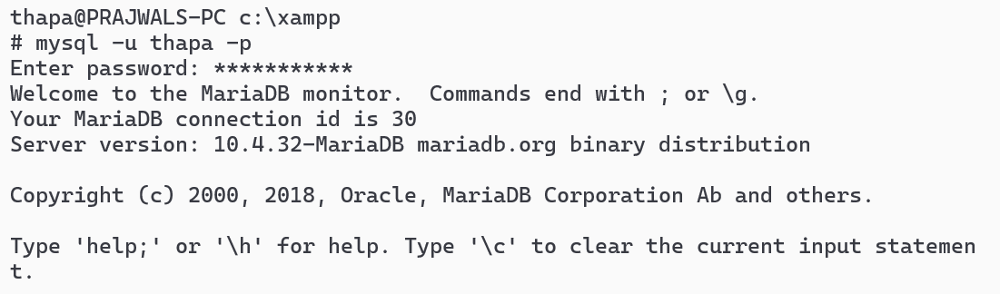 thapa@PRAJWALS-PC c:\xampp
# mysql -u thapa -p
Enter password: ***********
Welcome to the MariaDB monitor.  Commands end with ; or \g.
Your MariaDB connection id is 30
Server version: 10.4.32-MariaDB mariadb.org binary distribution

Copyright (c) 2000, 2018, Oracle, MariaDB Corporation Ab and others.

Type 'help;' or '\h' for help. Type '\c' to clear the current input statemen
t.